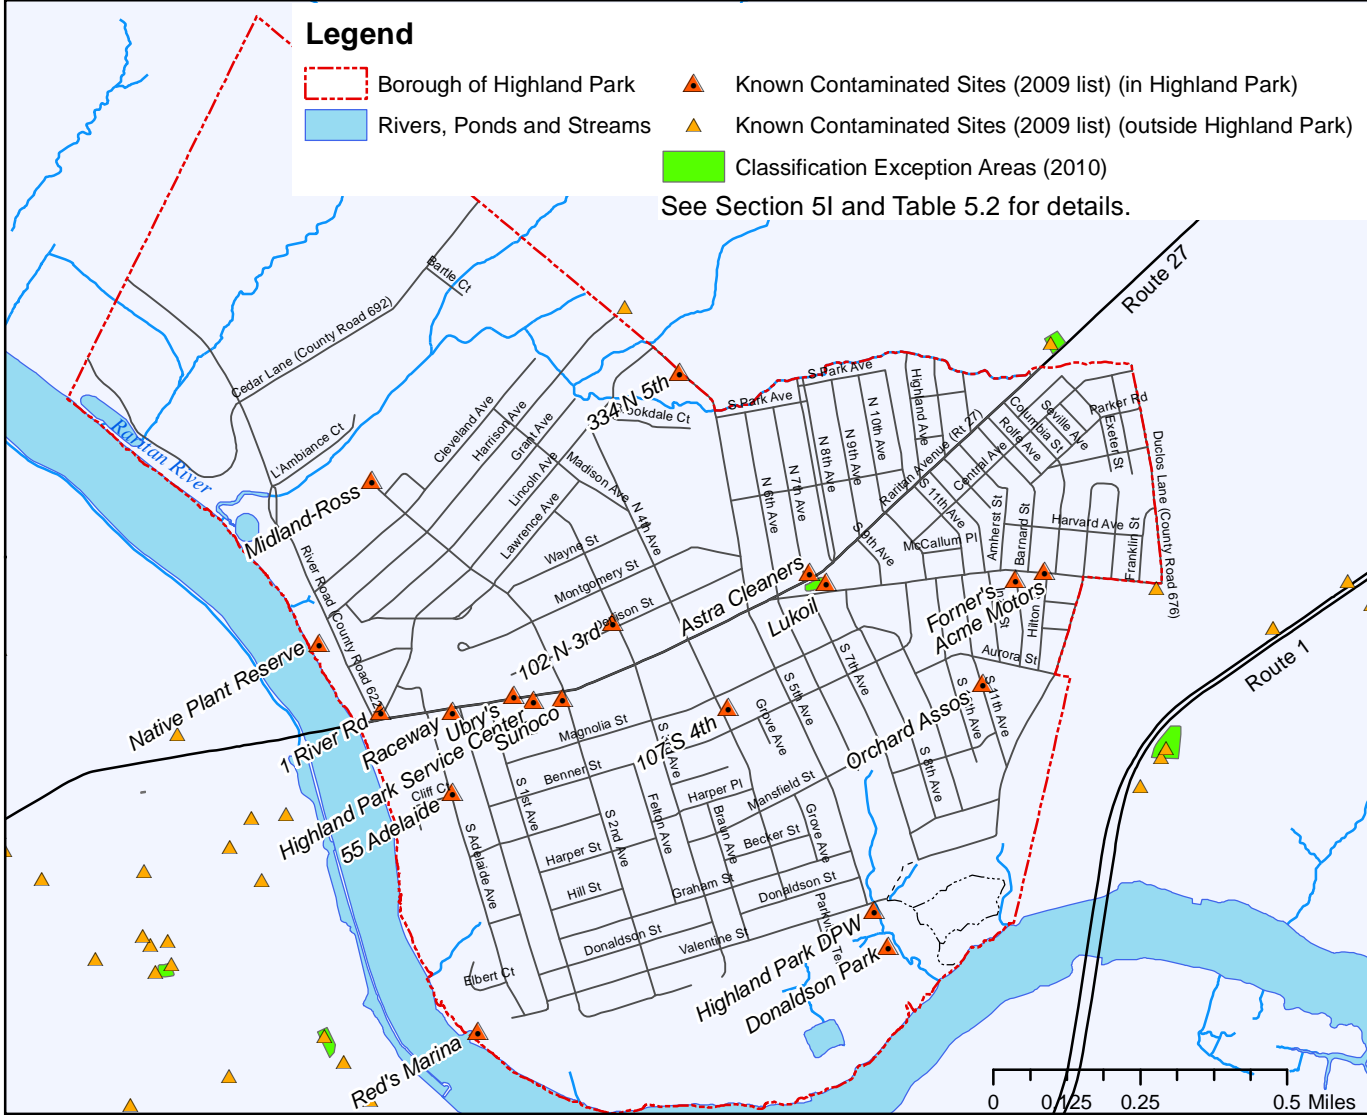 Legend
Borough of Highland Park
Known Contaminated Sites (2009 list) (in Highland Park)
Rivers, Ponds and Streams
Known Contaminated Sites (2009 list) (outside Highland Park)
Classification Exception Areas (2010)
See Section 5I and Table 5.2 for details.
Route 27
Bartle Ct
Cedar Lane (County Road 692)
334 N 5th
S Park Ave
S Park Ave
Highland Ave
Parker Rd
Columbia St
Seville Ave
Rolfe Ave
Exeter St
Central Ave
Raritan Avenue (Rt 27)
N 10th Ave
N 9th Ave
N 8th Ave
N 7th Ave
N 6th Ave
Cleveland Ave
Harrison Ave
Grant Ave
Lincoln Ave
Lawrence Ave
Madison Ave
N 4th Ave
L'Ambiance Ct
Raritan River
Midland-Ross
River Road (County Road 622)
Wayne St
Montgomery St
S 11th Ave
S 9th Ave
McCallum Pl
Amherst St
Barnard St
Harvard Ave
Franklin St
Duclos Lane (County Road 676)
Astra Cleaners
Lukoil
Forner's
Acme Motors
Hilton
Aurora St
102 N 3rd
Native Plant Reserve
1 River Rd
Raceway
Ubry's
Highland Park Service Center
Sunoco
55 Adelaide
Magnolia St
Benner St
107 S 4th
Grove Ave
S 5th Ave
S 7th Ave
Orchard Assos
S 11th Ave
S 8th Ave
Route 1
S 1st Ave
S 2nd Ave
Felton Ave
Harper Pl
Mansfield St
Braun Ave
Grove Ave
Becker St
S Adelaide Ave
Harper St
Hill St
Graham St
Donaldson St
Donaldson St
Valentine St
Elbert Ct
Highland Park DPW
Donaldson Park
Red's Marina
0 0.125 0.25 0.5 Miles